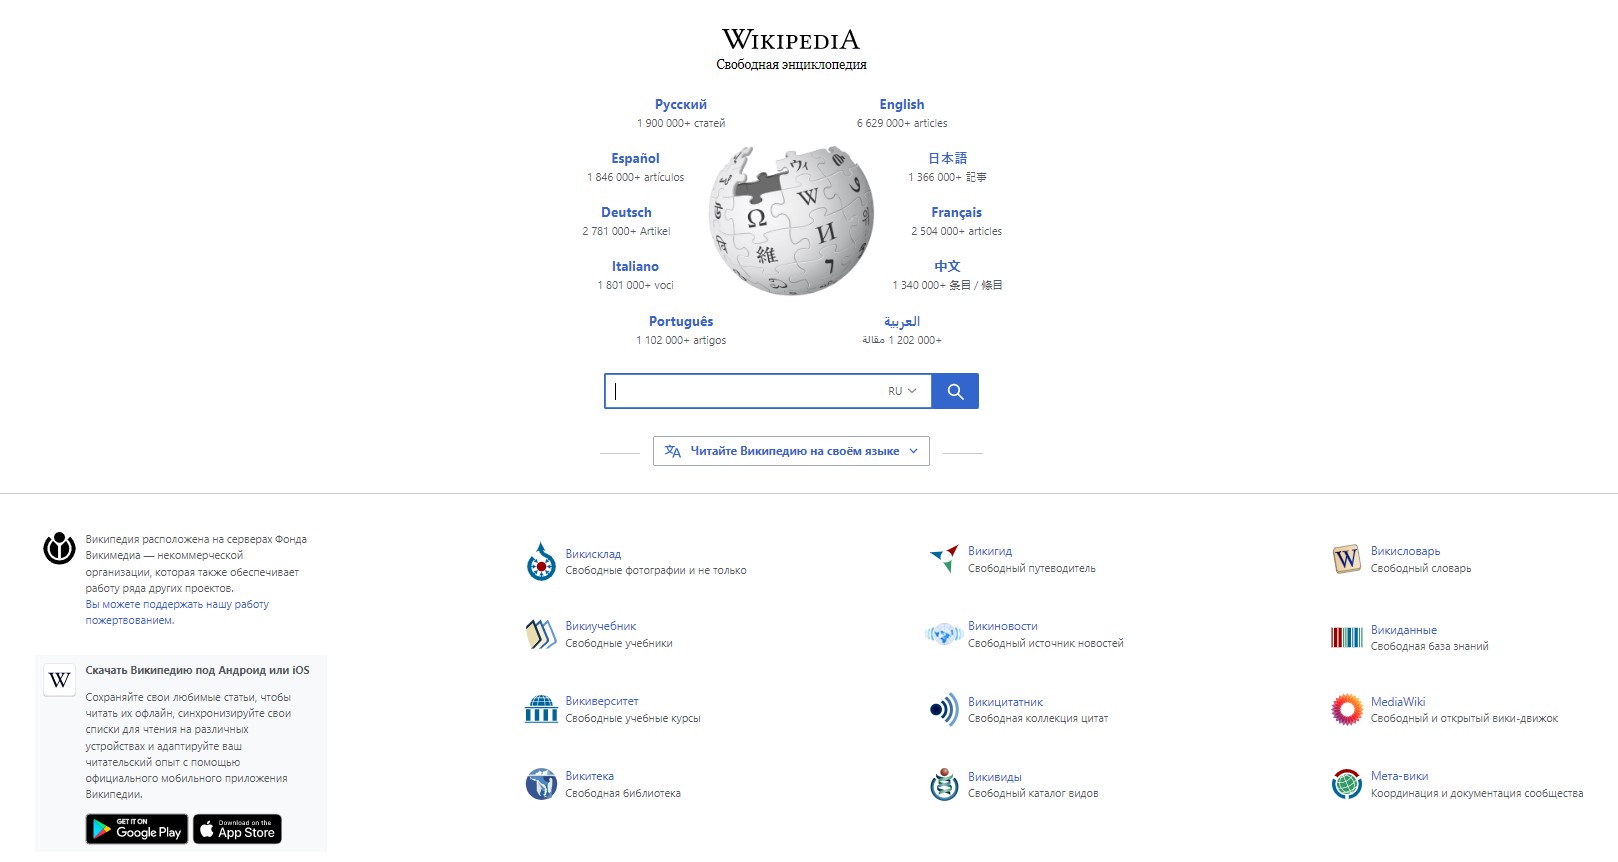 WIKIPEDIA
Свободная энциклопедия
Русский
1 900 000+ статей
English
6 629 000+ articles
Español
1 846 000+ artículos
日本語
1 366 000+ 記事
Deutsch
2 781 000+ Artikel
Français
2 504 000+ articles
Italiano
1 801 000+ voci
中文
1 340 000+ 条目 / 條目
Português
1 102 000+ artigos
العربية
1 202 000+ مقالة
Ω W И 維 ウィ
RU
Читайте Википедию на своём языке
Википедия расположена на серверах Фонда
Викимедиа — некоммерческой
организации, которая также обеспечивает
работу ряда других проектов.
Вы можете поддержать нашу работу
пожертвованием.
W
Скачать Википедию под Андроид или iOS
Сохраняйте свои любимые статьи, чтобы
читать их офлайн, синхронизируйте свои
списки для чтения на различных
устройствах и адаптируйте ваш
читательский опыт с помощью
официального мобильного приложения
Википедии.
GET IT ON
Google Play
Download on the
App Store
Викисклад
Свободные фотографии и не только
Викигид
Свободный путеводитель
W
Викисловарь
Свободный словарь
Викиучебник
Свободные учебники
Викиновости
Свободный источник новостей
Викиданные
Свободная база знаний
Викиверситет
Свободные учебные курсы
Викицитатник
Свободная коллекция цитат
MediaWiki
Свободный и открытый вики-движок
Викитека
Свободная библиотека
Викивиды
Свободный каталог видов
Мета-вики
Координация и документация сообщества